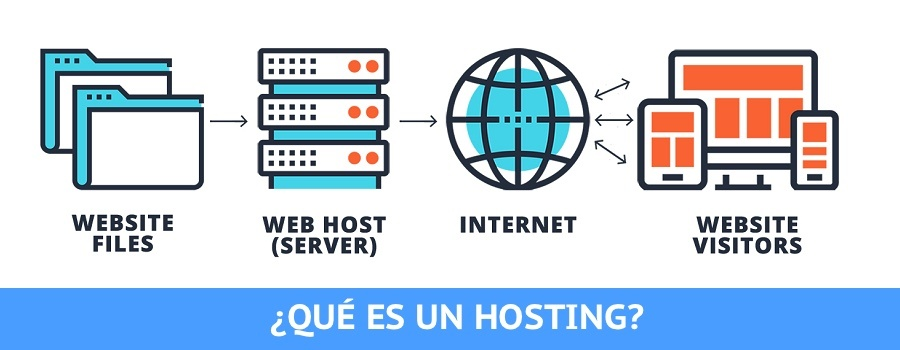 WEBSITE
FILES
WEB HOST
(SERVER)
INTERNET
WEBSITE
VISITORS
¿QUÉ ES UN HOSTING?